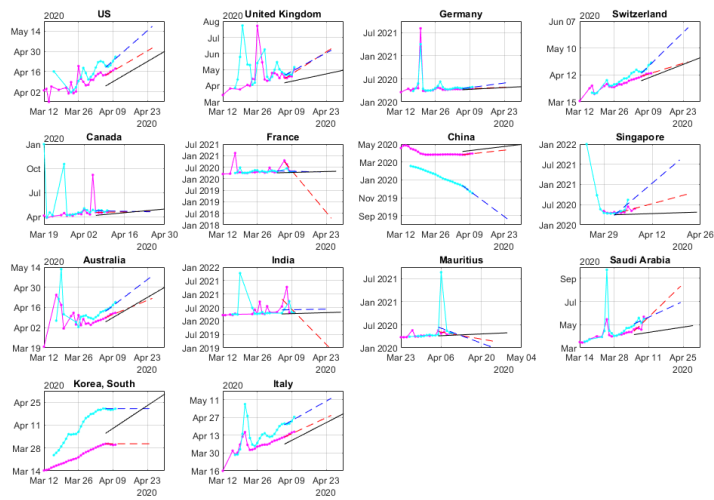 2020
US
May 14
Apr 30
Apr 16
Apr 02
Mar 12 Mar 26 Apr 09 Apr 23
2020
2020
United Kingdom
Aug
Jul
Jun
May
Apr
Mar
Mar 12 Mar 26 Apr 09 Apr 23
2020
Germany
Jul 2021
Jan 2021
Jul 2020
Jan 2020
Mar 12 Mar 26 Apr 09 Apr 23
2020
2020
Switzerland
Jun 07
May 10
Apr 12
Mar 15
Mar 12 Mar 26 Apr 09 Apr 23
2020
2020
Canada
Jan
Oct
Jul
Apr
Mar 19 Apr 02 Apr 16 Apr 30
2020
France
Jul 2021
Jan 2021
Jul 2020
Jan 2020
Jul 2019
Jan 2019
Jul 2018
Jan 2018
Mar 12 Mar 26 Apr 09 Apr 23
2020
China
May 2020
Mar 2020
Jan 2020
Nov 2019
Sep 2019
Mar 12 Mar 26 Apr 09 Apr 23
2020
Singapore
Jan 2022
Jul 2021
Jan 2021
Jul 2020
Jan 2020
Mar 29 Apr 12 Apr 26
2020
2020
Australia
May 14
Apr 30
Apr 16
Apr 02
Mar 19
Mar 12 Mar 26 Apr 09 Apr 23
2020
India
Jan 2022
Jul 2021
Jan 2021
Jul 2020
Jan 2020
Jul 2019
Jan 2019
Mar 12 Mar 26 Apr 09 Apr 23
2020
Mauritius
Jul 2021
Jan 2021
Jul 2020
Jan 2020
Mar 23 Apr 06 Apr 20 May 04
2020
2020
Saudi Arabia
Sep
Jul
May
Mar
Mar 14 Mar 28 Apr 11 Apr 25
2020
2020
Korea, South
Apr 25
Apr 11
Mar 28
Mar 14
Mar 12 Mar 26 Apr 09 Apr 23
2020
2020
Italy
May 11
Apr 27
Apr 13
Mar 30
Mar 16
Mar 12 Mar 26 Apr 09 Apr 23
2020